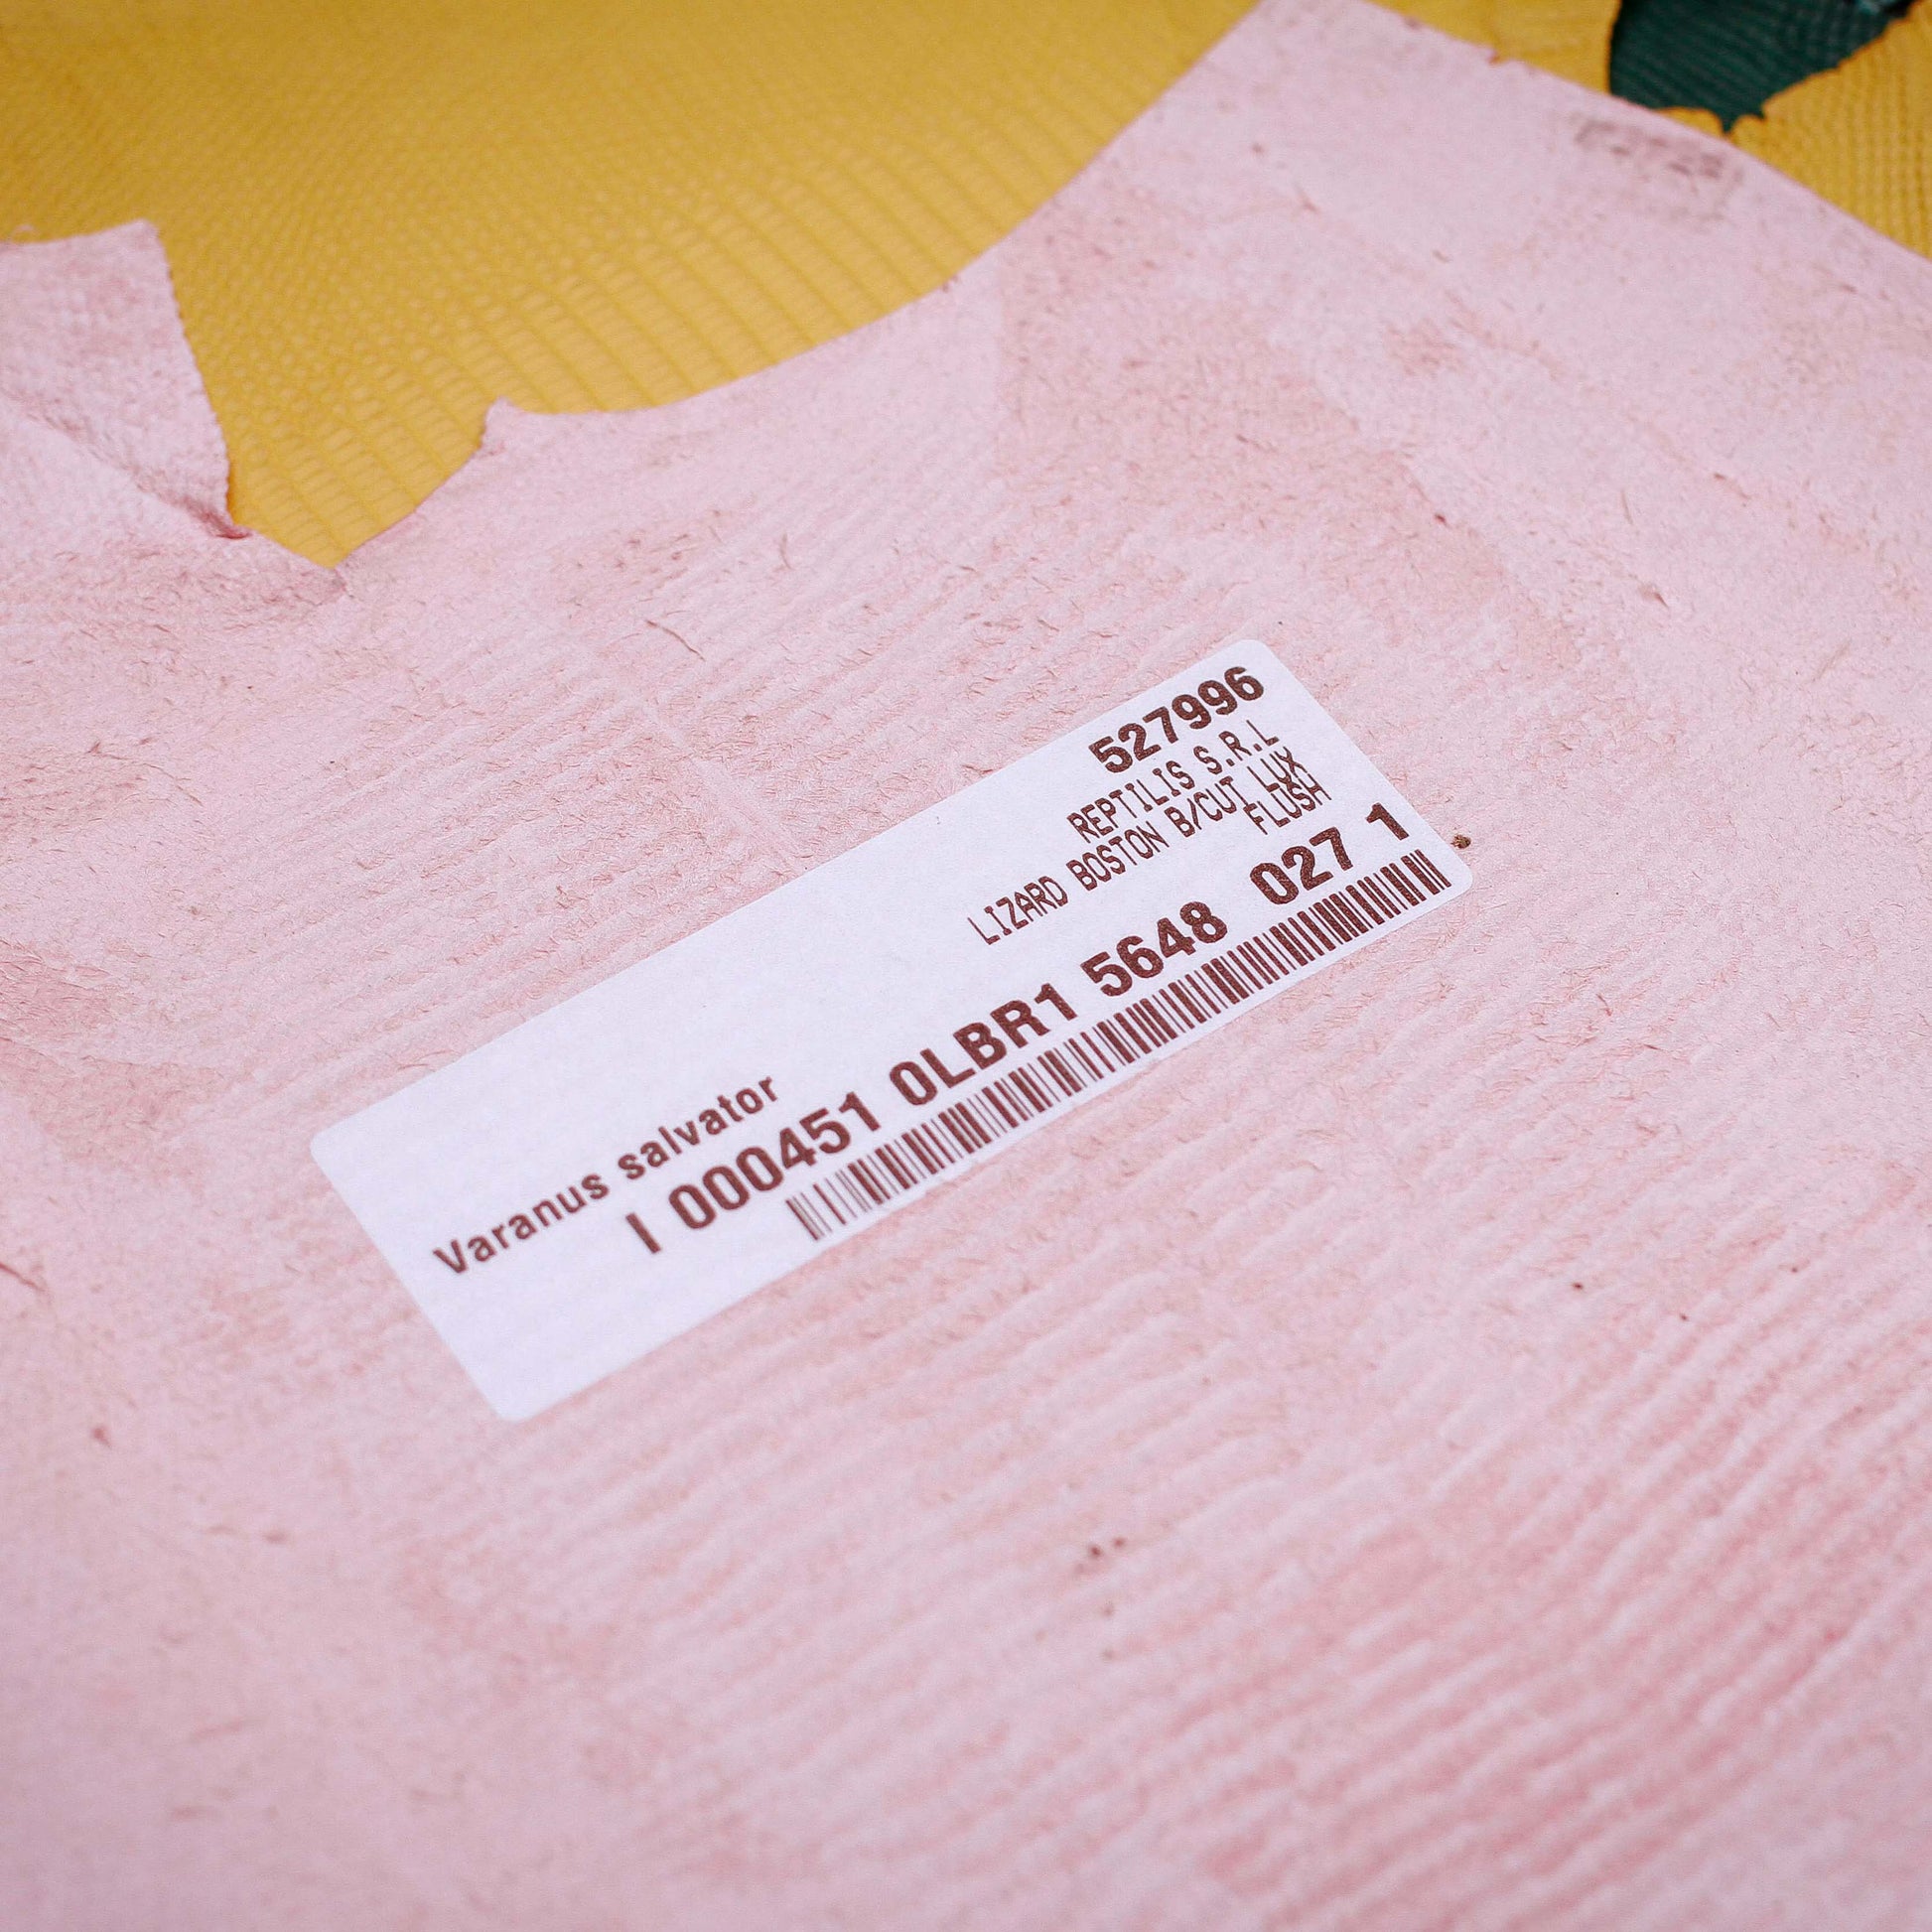 527996
REPTILIS S.R.L
LIZARD BOSTON B/CUT LUX
FLUSH
Varanus salvator
I 000451 0LBR1 5648 027 1